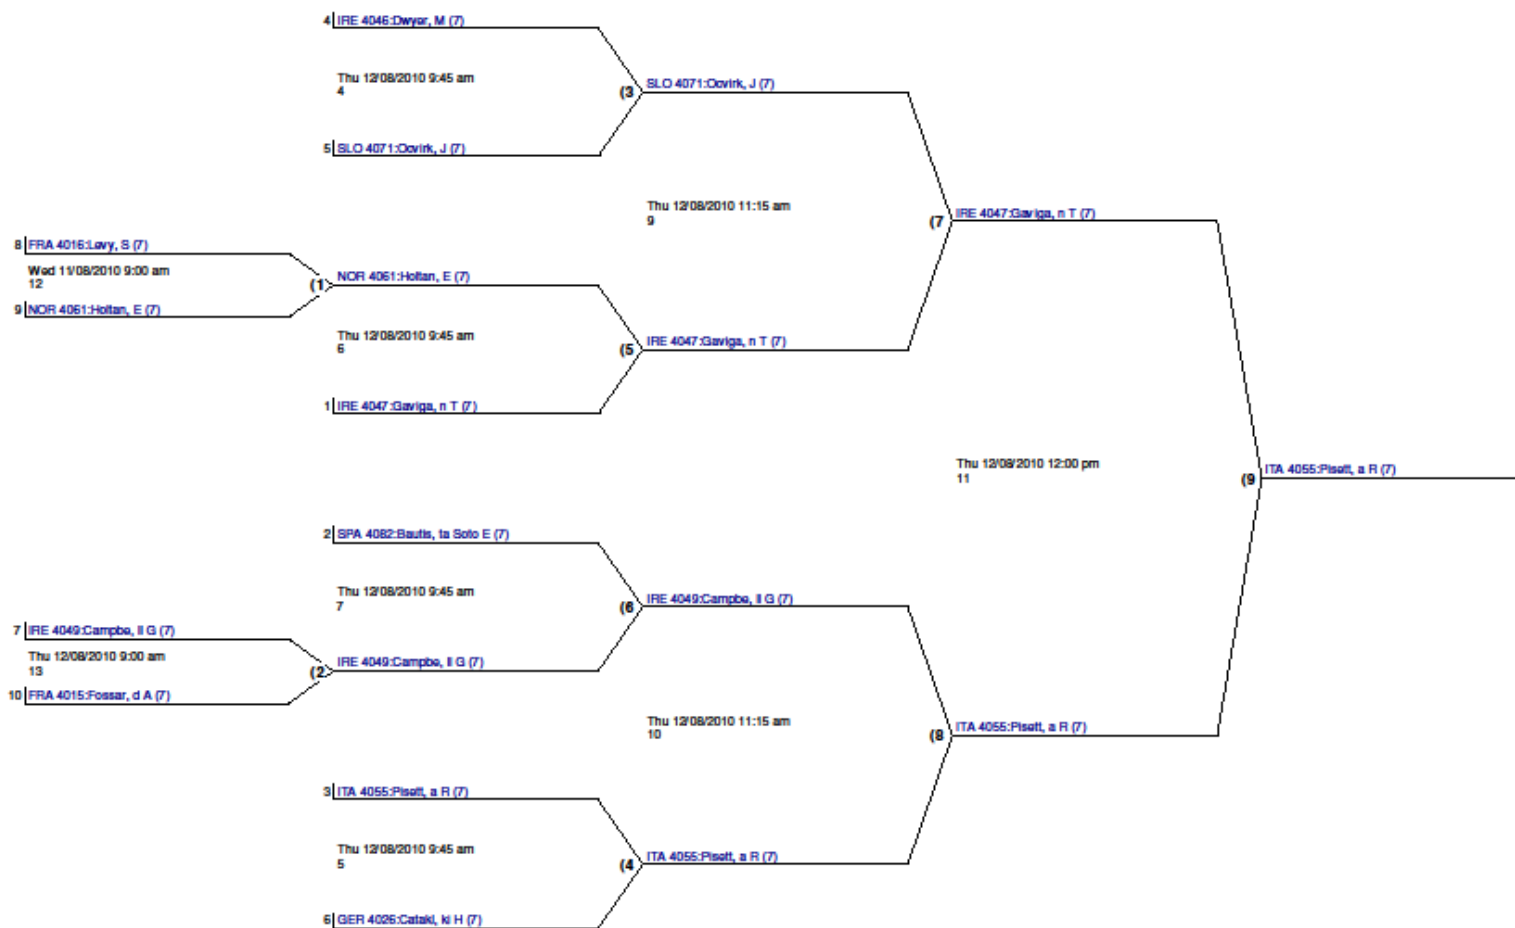 4 IRE 4046:Dwyer, M (7)
Thu 12/08/2010 9:45 am
4
(3 SLO 4071:Ocvirk, J (7)
5 SLO 4071:Ocvirk, J (7)
Thu 12/08/2010 11:15 am
9
(7 IRE 4047:Gaviga, n T (7)
8 FRA 4016:Levy, S (7)
Wed 11/08/2010 9:00 am
12
(1 NOR 4061:Holtan, E (7)
9 NOR 4061:Holtan, E (7)
Thu 12/08/2010 9:45 am
6
(5 IRE 4047:Gaviga, n T (7)
1 IRE 4047:Gaviga, n T (7)
Thu 12/08/2010 12:00 pm
11
(9 ITA 4055:Pisett, a R (7)
2 SPA 4082:Bautis, ta Soto E (7)
Thu 12/08/2010 9:45 am
7
(6 IRE 4049:Campbe, ll G (7)
7 IRE 4049:Campbe, ll G (7)
Thu 12/08/2010 9:00 am
13
(2 IRE 4049:Campbe, ll G (7)
10 FRA 4015:Fossar, d A (7)
Thu 12/08/2010 11:15 am
10
(8 ITA 4055:Pisett, a R (7)
3 ITA 4055:Pisett, a R (7)
Thu 12/08/2010 9:45 am
5
(4 ITA 4055:Pisett, a R (7)
6 GER 4026:Catakl, ki H (7)